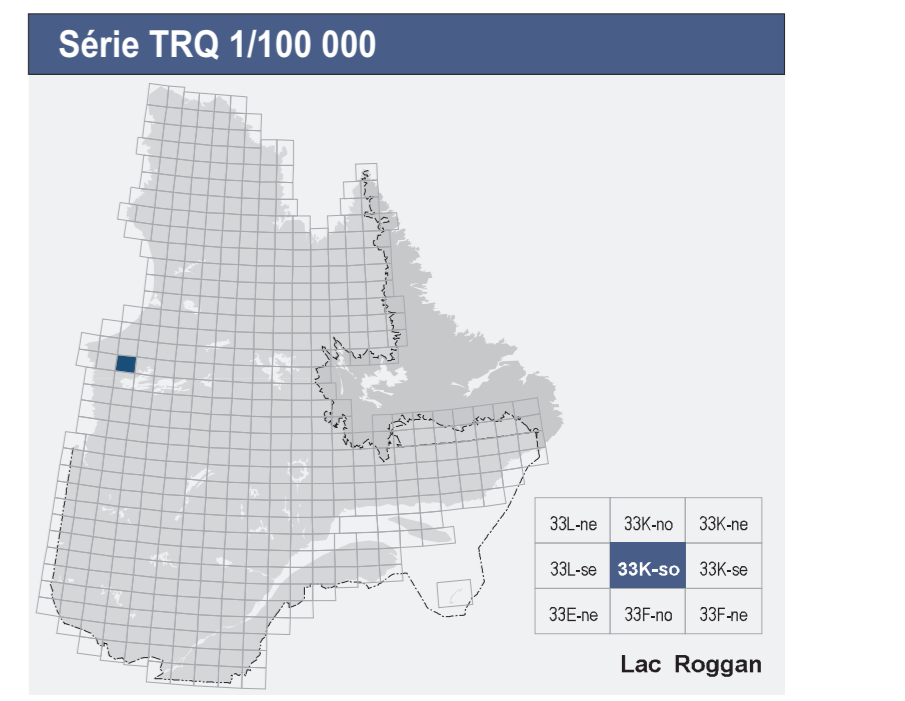 Série TRQ 1/100 000
33L-ne 33K-no 33K-ne
33L-se 33K-so 33K-se
33E-ne 33F-no 33F-ne
Lac Roggan